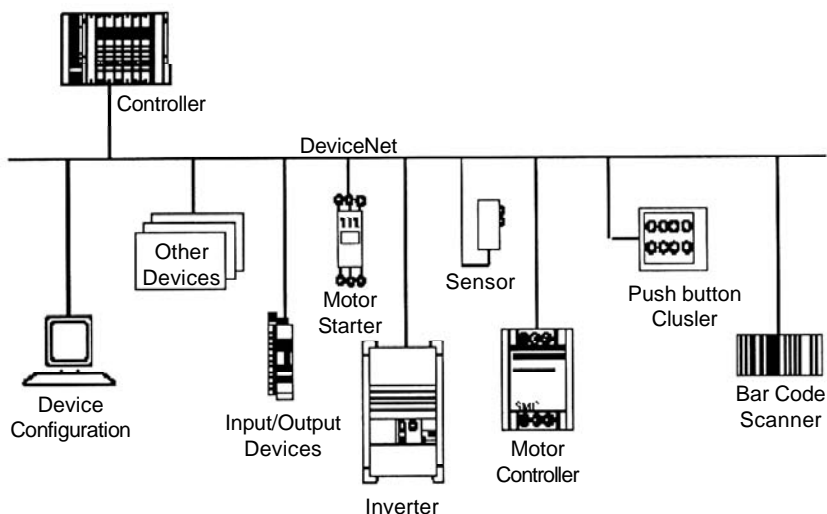 Controller
DeviceNet
Other
Devices
Motor
Starter
Sensor
Push button
Clusler
Device
Configuration
Input/Output
Devices
Inverter
SMC
Motor
Controller
Bar Code
Scanner